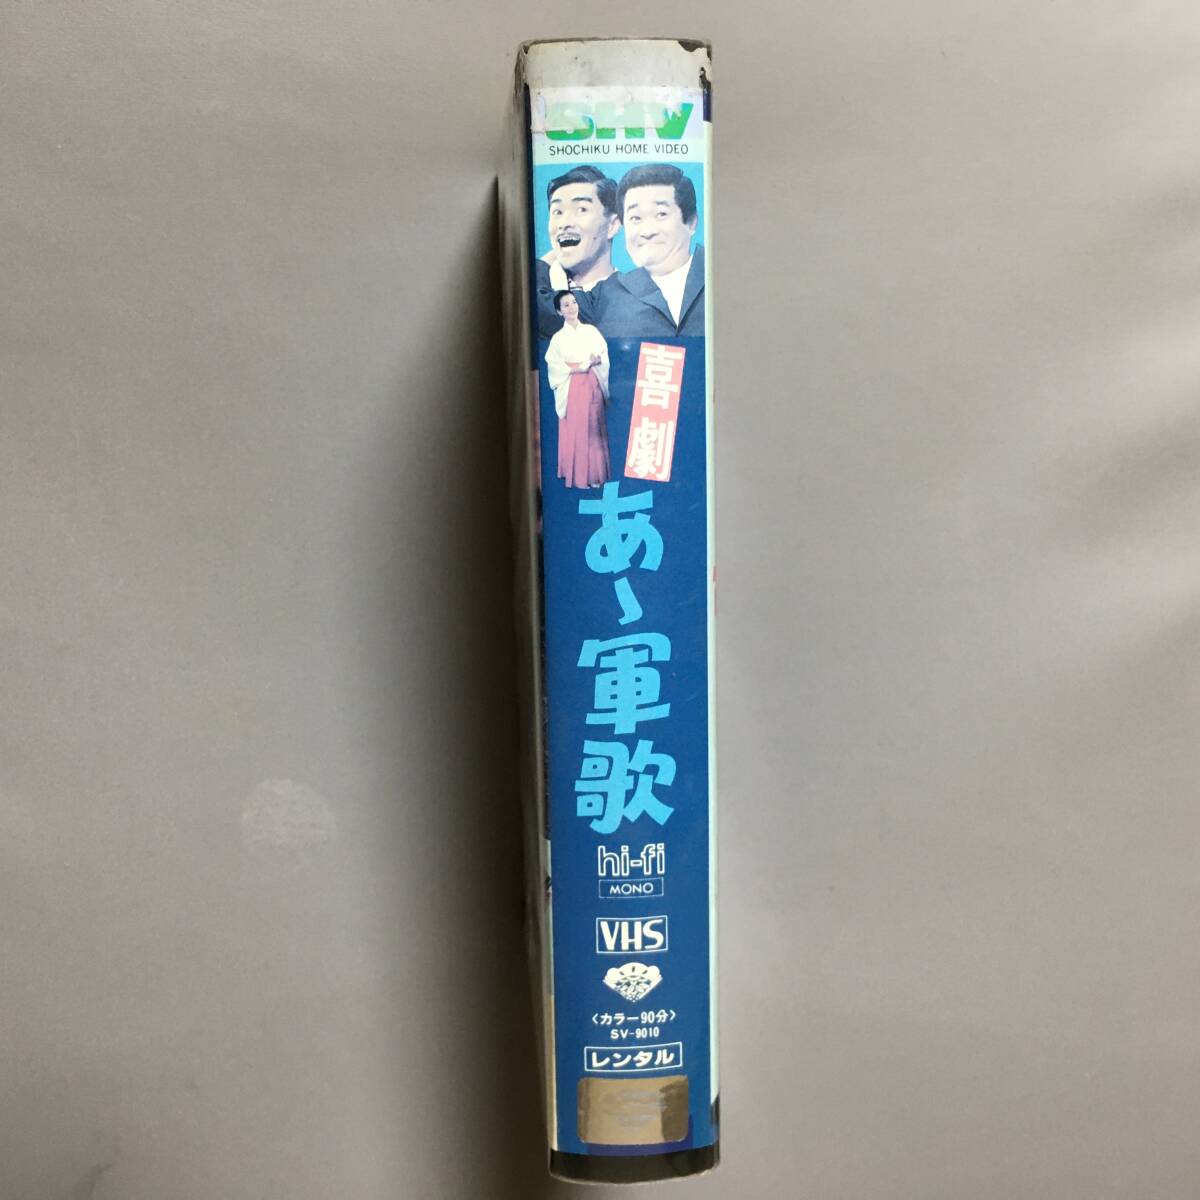 SHV
SHOCHIKU HOME VIDEO
喜劇
あゝ軍歌
hi-fi
MONO
VHS
〈カラー90分〉
SV-9010
レンタル